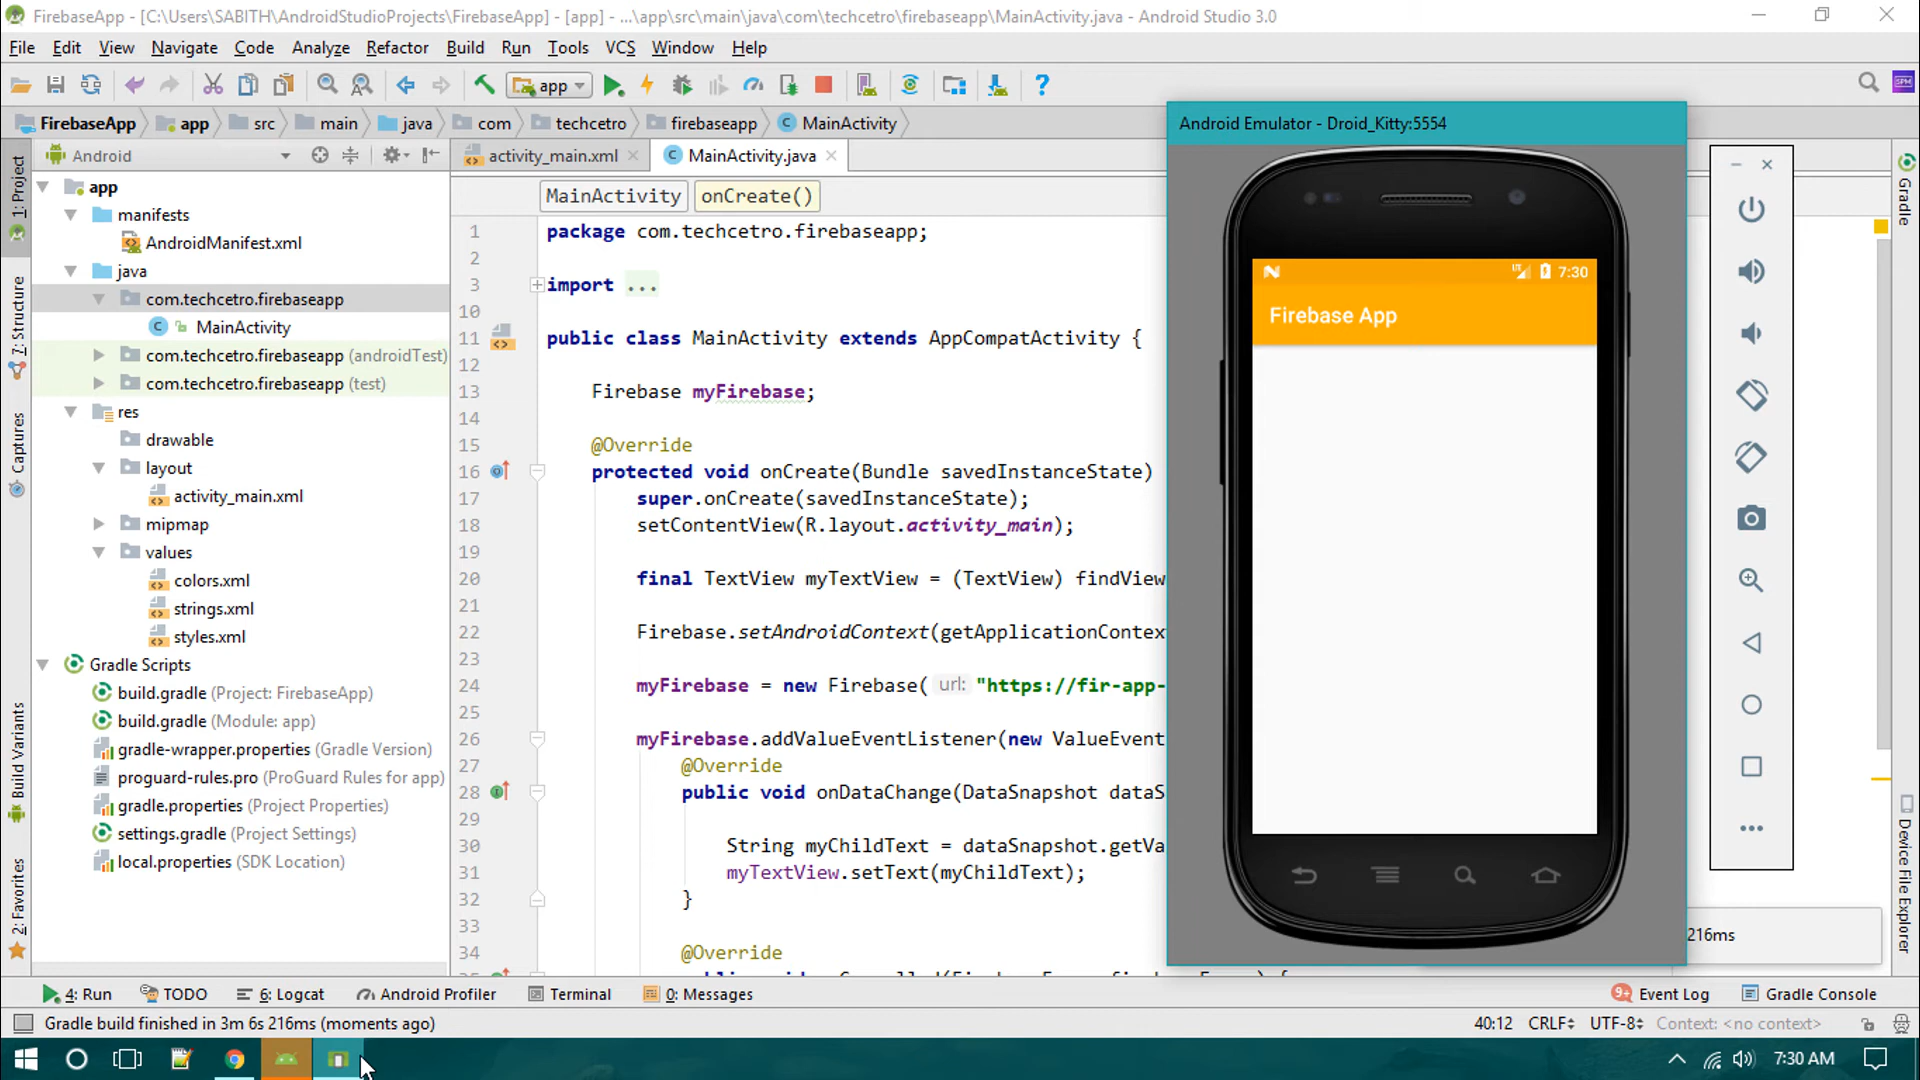 FirebaseApp - [C:\Users\SABITH\AndroidStudioProjects\FirebaseApp] - [app] - ...\app\src\main\java\com\techcetro\firebaseapp\MainActivity.java - Android Studio 3.0
File Edit View Navigate Code Analyze Refactor Build Run Tools VCS Window Help
app
FirebaseApp app src main java com techcetro firebaseapp MainActivity
Android
activity_main.xml
MainActivity.java
MainActivity onCreate()
1: Project
7: Structure
Captures
Build Variants
2: Favorites
app
manifests
AndroidManifest.xml
java
com.techcetro.firebaseapp
MainActivity
com.techcetro.firebaseapp (androidTest)
com.techcetro.firebaseapp (test)
res
drawable
layout
activity_main.xml
mipmap
values
colors.xml
strings.xml
styles.xml
Gradle Scripts
build.gradle (Project: FirebaseApp)
build.gradle (Module: app)
gradle-wrapper.properties (Gradle Version)
proguard-rules.pro (ProGuard Rules for app)
gradle.properties (Project Properties)
settings.gradle (Project Settings)
local.properties (SDK Location)
1 package com.techcetro.firebaseapp;
2
3 import ...
10
11 public class MainActivity extends AppCompatActivity {
12
13 Firebase myFirebase;
14
15 @Override
16 protected void onCreate(Bundle savedInstanceState)
17 super.onCreate(savedInstanceState);
18 setContentView(R.layout.activity_main);
19
20 final TextView myTextView = (TextView) findView
21
22 Firebase.setAndroidContext(getApplicationContex
23
24 myFirebase = new Firebase( url: "https://fir-app-
25
26 myFirebase.addValueEventListener(new ValueEvent
27 @Override
28 public void onDataChange(DataSnapshot dataS
29
30 String myChildText = dataSnapshot.getVa
31 myTextView.setText(myChildText);
32 }
33
34 @Override
Android Emulator - Droid_Kitty:5554
7:30
Firebase App
SPM
Gradle
Device File Explorer
216ms
4: Run TODO 6: Logcat Android Profiler Terminal 0: Messages
9+ Event Log Gradle Console
Gradle build finished in 3m 6s 216ms (moments ago)
40:12 CRLF UTF-8 Context: <no context>
7:30 AM